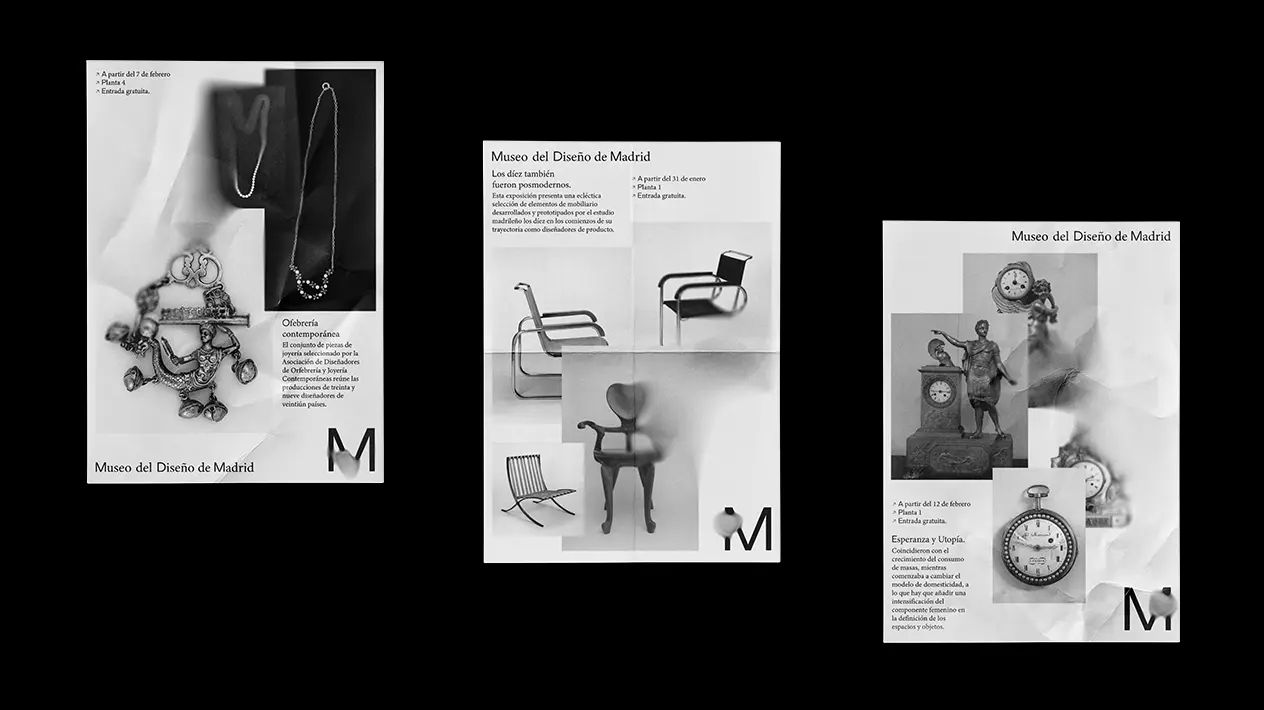 ↗ A partir del 7 de febrero
↗ Planta 4
↗ Entrada gratuita.
Ofebrería
contemporánea
El conjunto de piezas de
joyería seleccionado por la
Asociación de Diseñadores
de Orfebrería y Joyería
Contemporáneas reúne las
producciones de treinta y
nueve diseñadores de
veintiún países.
Museo del Diseño de Madrid
M
Museo del Diseño de Madrid
Los díez también
fueron posmodernos.
Esta exposición presenta una ecléctica
selección de elementos de mobiliario
desarrollados y prototipados por el estudio
madrileño los díez en los comienzos de su
trayectoria como diseñadores de producto.
↗ A partir del 31 de enero
↗ Planta 1
↗ Entrada gratuita.
M
Museo del Diseño de Madrid
↗ A partir del 12 de febrero
↗ Planta 1
↗ Entrada gratuita.
Esperanza y Utopía.
Coincidieron con el
crecimiento del consumo
de masas, mientras
comenzaba a cambiar el
modelo de domesticidad, a
lo que hay que añadir una
intensificación del
componente femenino en
la definición de los
espacios y objetos.
M